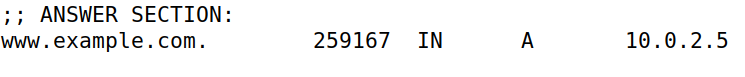 ;; ANSWER SECTION:
www.example.com.        259167  IN      A       10.0.2.5